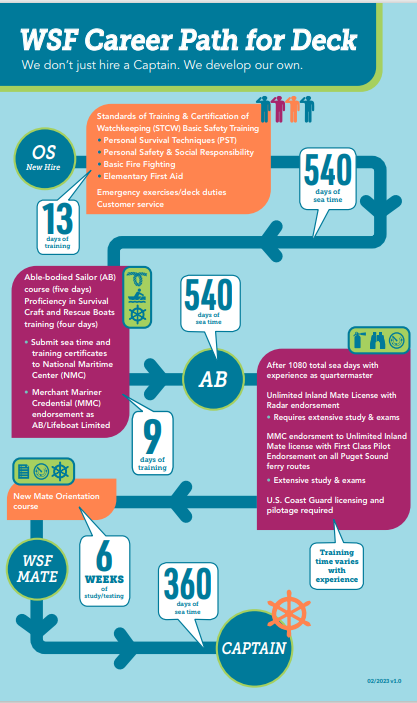 WSF Career Path for Deck
We don't just hire a Captain. We develop our own.
OS
New Hire
Standards of Training & Certification of
Watchkeeping (STCW) Basic Safety Training
• Personal Survival Techniques (PST)
• Personal Safety & Social Responsibility
• Basic Fire Fighting
• Elementary First Aid
Emergency exercises/deck duties
Customer service
13
days of
training
540
days of
sea time
Able-bodied Sailor (AB)
course (five days)
Proficiency in Survival
Craft and Rescue Boats
training (four days)
• Submit sea time and
training certificates
to National Maritime
Center (NMC)
• Merchant Mariner
Credential (MMC)
endorsement as
AB/Lifeboat Limited
9
days of
training
540
days of
sea time
AB
After 1080 total sea days with
experience as quartermaster
Unlimited Inland Mate License with
Radar endorsement
• Requires extensive study & exams
MMC endorsment to Unlimited Inland
Mate license with First Class Pilot
Endorsement on all Puget Sound
ferry routes
• Extensive study & exams
U.S. Coast Guard licensing and
pilotage required
Training
time varies
with
experience
New Mate Orientation
course
6
WEEKS
of
study/testing
WSF
MATE
360
days of
sea time
CAPTAIN
02/2023 v1.0